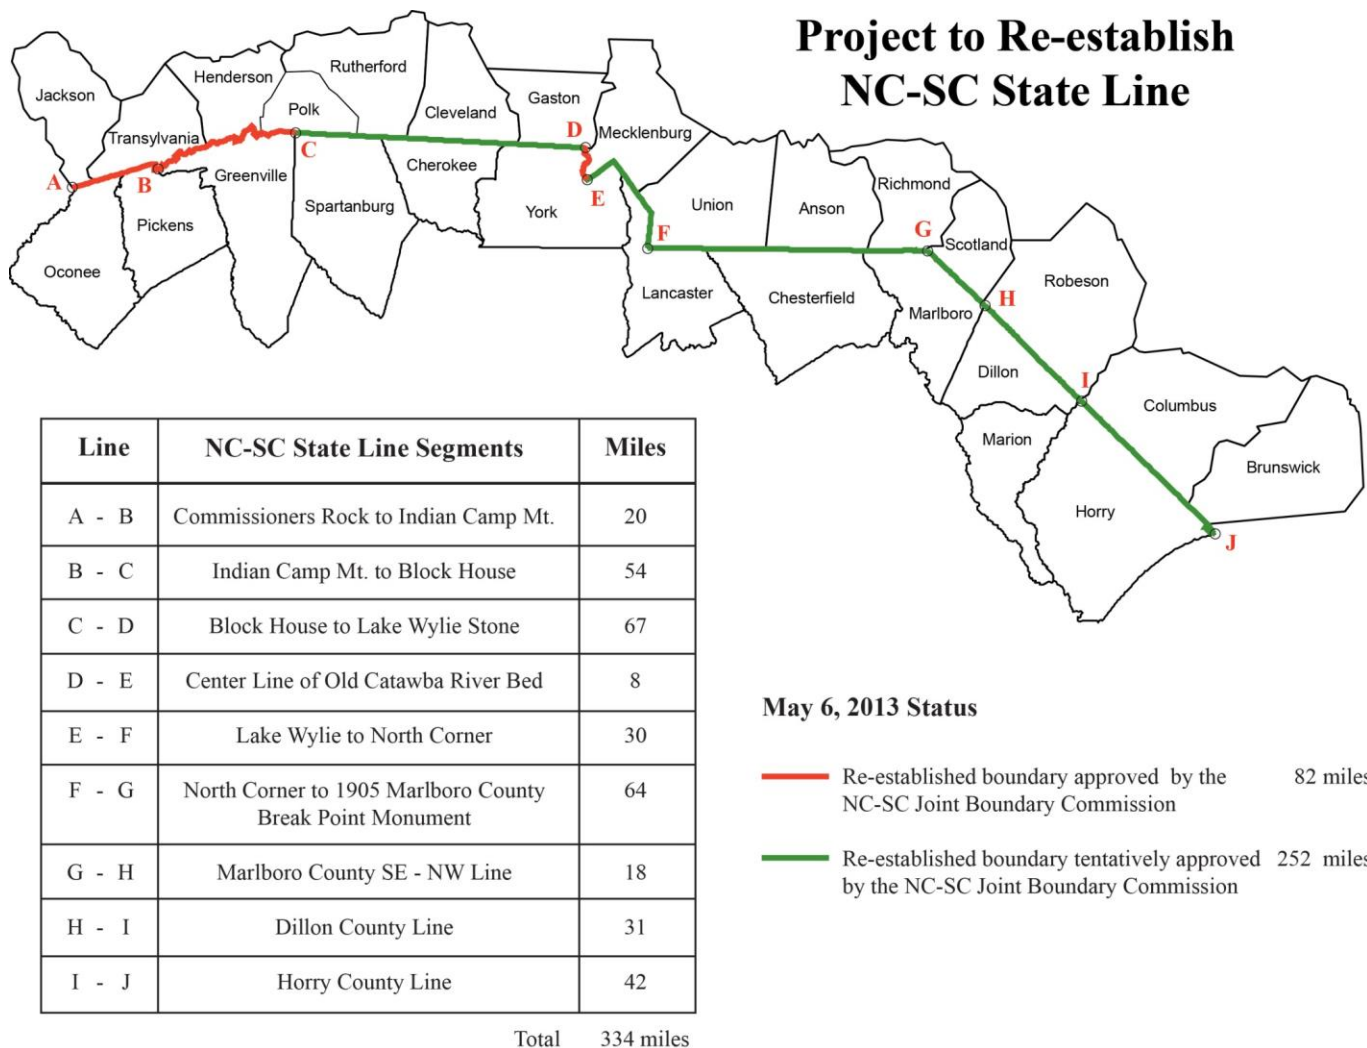 Project to Re-establish
NC-SC State Line
Jackson
Henderson
Rutherford
Transylvania
Polk
Cleveland
Gaston
Mecklenburg
A
B
C
D
E
Greenville
Cherokee
Pickens
Spartanburg
York
Oconee
Union
Anson
Richmond
F
G
Scotland
Lancaster
Chesterfield
Marlboro
H
Robeson
Dillon
I
Columbus
Marion
Brunswick
Horry
J
Line NC-SC State Line Segments Miles
A - B Commissioners Rock to Indian Camp Mt. 20
B - C Indian Camp Mt. to Block House 54
C - D Block House to Lake Wylie Stone 67
D - E Center Line of Old Catawba River Bed 8
E - F Lake Wylie to North Corner 30
F - G North Corner to 1905 Marlboro County 64
Break Point Monument
G - H Marlboro County SE - NW Line 18
H - I Dillon County Line 31
I - J Horry County Line 42
Total 334 miles
May 6, 2013 Status
Re-established boundary approved by the 82 miles
NC-SC Joint Boundary Commission
Re-established boundary tentatively approved 252 miles
by the NC-SC Joint Boundary Commission